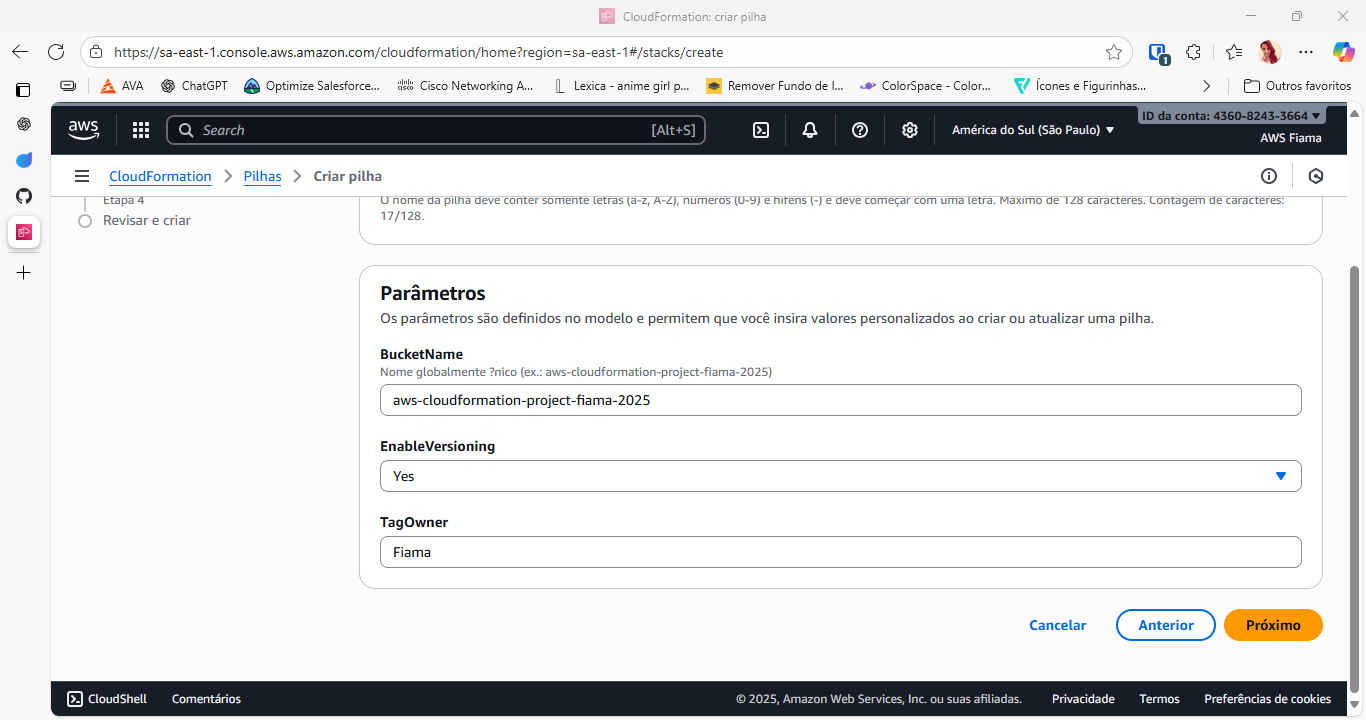 CloudFormation: criar pilha
https://sa-east-1.console.aws.amazon.com/cloudformation/home?region=sa-east-1#/stacks/create
1
AVA
ChatGPT
Optimize Salesforce...
Cisco Networking A...
Lexica - anime girl p...
Remover Fundo de I...
ColorSpace - Color...
Ícones e Figurinhas...
Outros favoritos
aws
Search
[Alt+S]
América do Sul (São Paulo) ▼
ID da conta: 4360-8243-3664 ▼
AWS Fiama
CloudFormation > Pilhas > Criar pilha
Etapa 4
Revisar e criar
O nome da pilha deve conter somente letras (a-z, A-Z), números (0-9) e hifens (-) e deve começar com uma letra. Máximo de 128 caracteres. Contagem de caracteres:
17/128.
Parâmetros
Os parâmetros são definidos no modelo e permitem que você insira valores personalizados ao criar ou atualizar uma pilha.
BucketName
Nome globalmente ?nico (ex.: aws-cloudformation-project-fiama-2025)
aws-cloudformation-project-fiama-2025
EnableVersioning
Yes
TagOwner
Fiama
Cancelar
Anterior
Próximo
CloudShell
Comentários
© 2025, Amazon Web Services, Inc. ou suas afiliadas.
Privacidade
Termos
Preferências de cookies